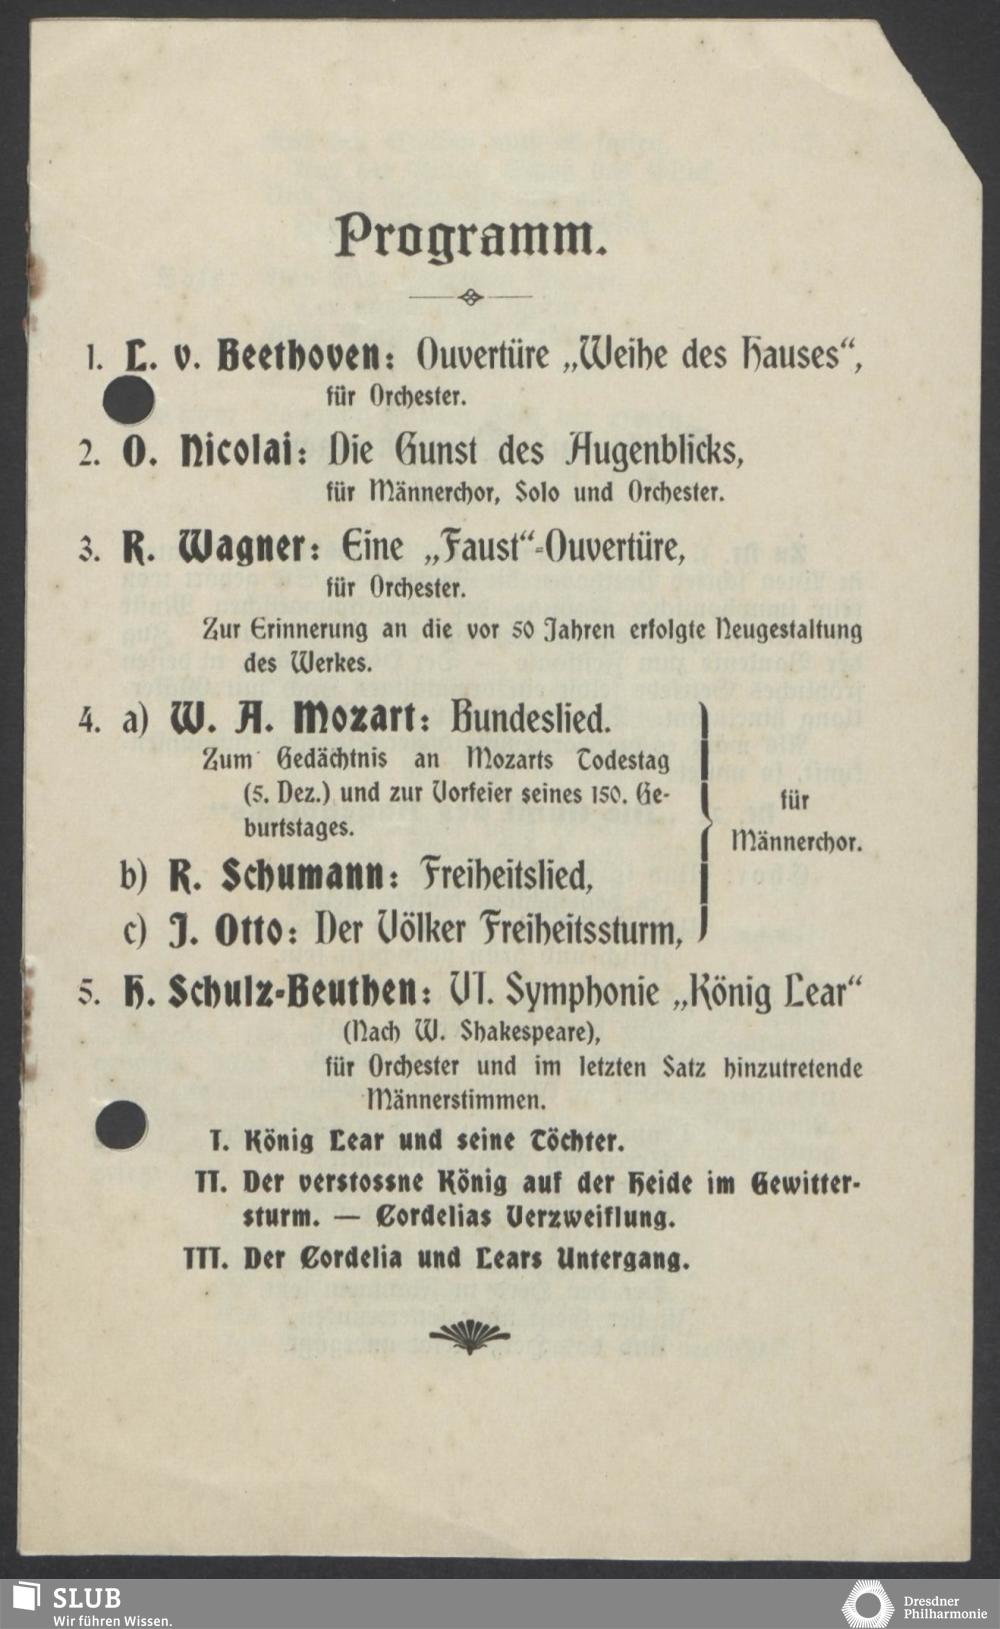 Programm.
1. L. v. Beethoven: Ouvertüre „Weihe des Hauses“,
für Orchester.
2. O. Nicolai: Die Gunst des Augenblicks,
für Männerchor, Solo und Orchester.
3. R. Wagner: Eine „Faust“-Ouvertüre,
für Orchester.
Zur Erinnerung an die vor 50 Jahren erfolgte Neugestaltung
des Werkes.
4. a) W. A. Mozart: Bundeslied.
Zum Gedächtnis an Mozarts Todestag
(5. Dez.) und zur Vorfeier seines 150. Ge-
burtstages.
b) R. Schumann: Freiheitslied,
c) J. Otto: Der Völker Freiheitssturm,
für
Männerchor.
5. H. Schulz-Beuthen: VI. Symphonie „König Lear“
(Nach W. Shakespeare),
für Orchester und im letzten Satz hinzutretende
Männerstimmen.
I. König Lear und seine Töchter.
II. Der verstossne König auf der Heide im Gewitter-
sturm. — Cordelias Verzweiflung.
III. Der Cordelia und Lears Untergang.
SLUB
Wir führen Wissen.
Dresdner
Philharmonie